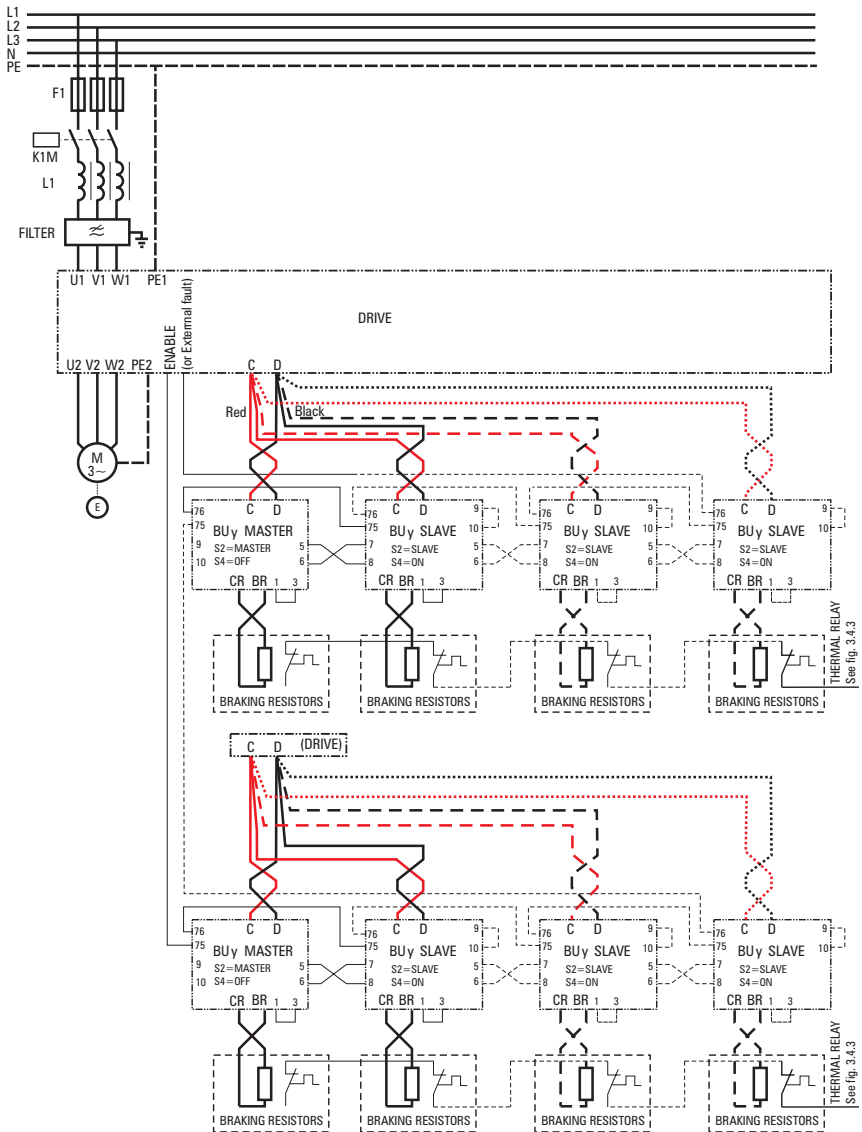 L1
L2
L3
N
PE
F1
K1M
L1
FILTER
U1 V1 W1 PE1
DRIVE
ENABLE
(or External fault)
U2 V2 W2 PE2
C D
Red
Black
M
3~
E
C D
C D
C D
C D
76
75
9
10
BUy MASTER
S2=MASTER
S4=OFF
5
6
CR BR 1 3
76
75
7
8
BUy SLAVE
S2=SLAVE
S4=ON
9
10
5
6
CR BR 1 3
76
75
7
8
BUy SLAVE
S2=SLAVE
S4=ON
9
10
5
6
CR BR 1 3
76
75
7
8
BUy SLAVE
S2=SLAVE
S4=ON
9
10
CR BR 1 3
BRAKING RESISTORS
BRAKING RESISTORS
BRAKING RESISTORS
BRAKING RESISTORS
THERMAL RELAY
See fig. 3.4.3
C D (DRIVE)
C D
C D
C D
C D
76
75
9
10
BUy MASTER
S2=MASTER
S4=OFF
5
6
CR BR 1 3
76
75
7
8
BUy SLAVE
S2=SLAVE
S4=ON
9
10
5
6
CR BR 1 3
76
75
7
8
BUy SLAVE
S2=SLAVE
S4=ON
9
10
5
6
CR BR 1 3
76
75
7
8
BUy SLAVE
S2=SLAVE
S4=ON
9
10
CR BR 1 3
BRAKING RESISTORS
BRAKING RESISTORS
BRAKING RESISTORS
BRAKING RESISTORS
THERMAL RELAY
See fig. 3.4.3